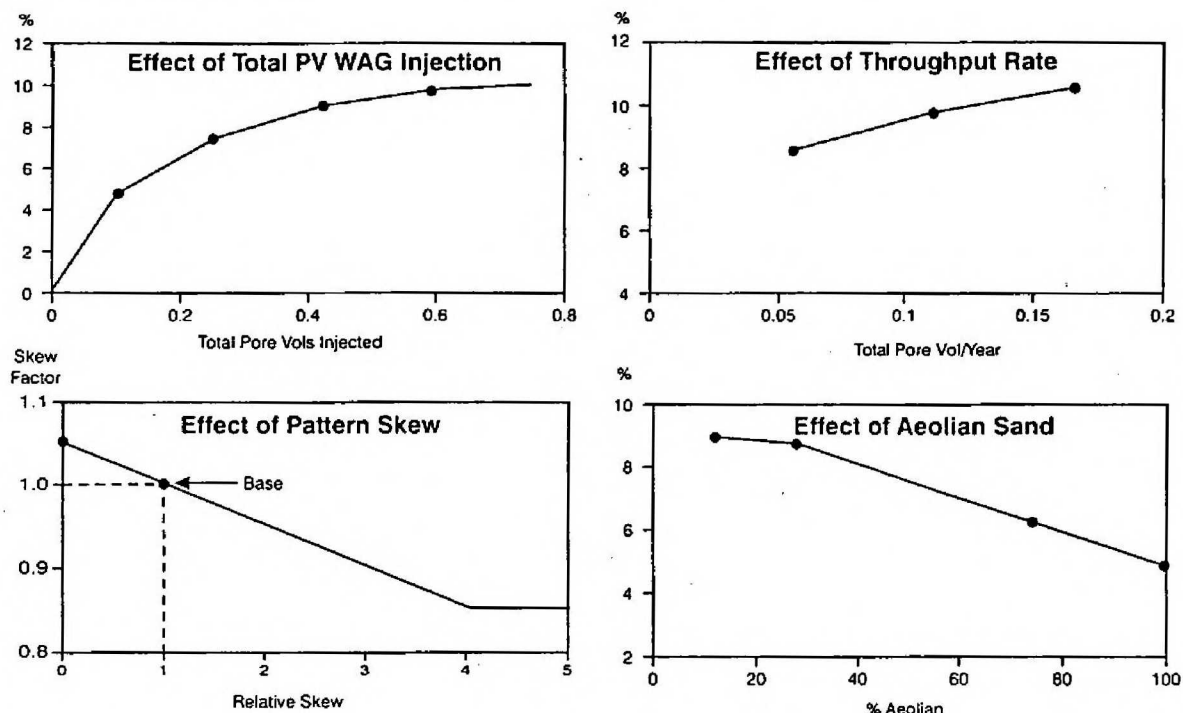 %
Effect of Total PV WAG Injection
12
10
8
6
4
2
0
0 0.2 0.4 0.6 0.8
Total Pore Vols Injected
%
Effect of Throughput Rate
12
10
8
6
4
0 0.05 0.1 0.15 0.2
Total Pore Vol/Year
Skew
Factor
Effect of Pattern Skew
1.1
1.0
0.9
0.8
Base
0 1 2 3 4 5
Relative Skew
%
Effect of Aeolian Sand
10
8
6
4
2
0 20 40 60 80 100
% Aeolian